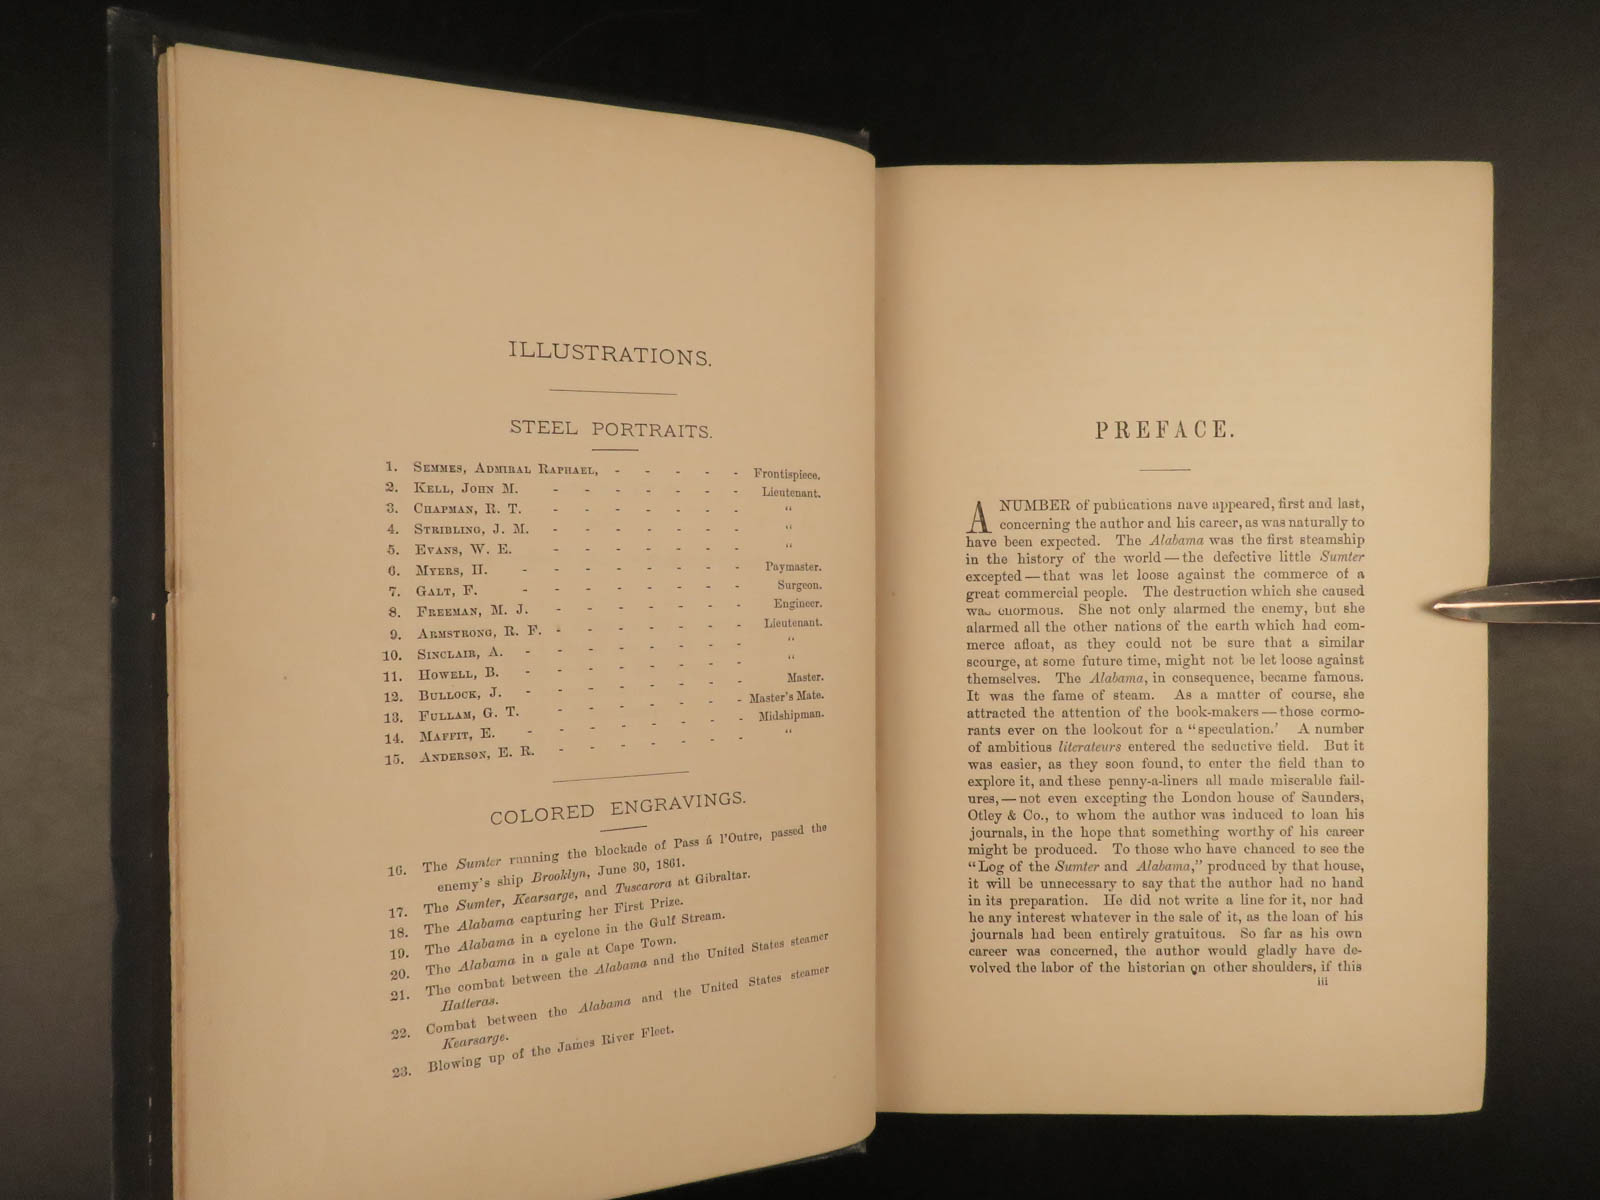 ILLUSTRATIONS.
STEEL PORTRAITS.
1. SEMMES, ADMIRAL RAPHAEL, - - - - - Frontispiece.
2. KELL, JOHN M. - - - - - - - Lieutenant.
3. CHAPMAN, R. T. - - - - - - - “
4. STRIBLING, J. M. - - - - - - - “
5. EVANS, W. E. - - - - - - - “
6. MYERS, H. - - - - - - - - Paymaster.
7. GALT, F. - - - - - - - - Surgeon.
8. FREEMAN, M. J. - - - - - - - Engineer.
9. ARMSTRONG, R. F. - - - - - - - Lieutenant.
10. SINCLAIR, A. - - - - - - - - “
11. HOWELL, B. - - - - - - - - “
12. BULLOCK, J. - - - - - - - - Master.
13. FULLAM, G. T. - - - - - - - Master's Mate.
14. MAFFIT, E. - - - - - - - - Midshipman.
15. ANDERSON, E. R. - - - - - - - “
COLORED ENGRAVINGS.
16. The Sumter running the blockade of Pass á l'Outre, passed the
enemy's ship Brooklyn, June 30, 1861.
17. The Sumter, Kearsarge, and Tuscarora at Gibraltar.
18. The Alabama capturing her First Prize.
19. The Alabama in a cyclone in the Gulf Stream.
20. The Alabama in a gale at Cape Town.
21. The combat between the Alabama and the United States steamer
Hatteras.
22. Combat between the Alabama and the United States steamer
Kearsarge.
23. Blowing up of the James River Fleet.
PREFACE.
A NUMBER of publications have appeared, first and last,
concerning the author and his career, as was naturally to
have been expected. The Alabama was the first steamship
in the history of the world — the defective little Sumter
excepted — that was let loose against the commerce of a
great commercial people. The destruction which she caused
was enormous. She not only alarmed the enemy, but she
alarmed all the other nations of the earth which had com-
merce afloat, as they could not be sure that a similar
scourge, at some future time, might not be let loose against
themselves. The Alabama, in consequence, became famous.
It was the fame of steam. As a matter of course, she
attracted the attention of the book-makers — those cormo-
rants ever on the lookout for a “speculation.' A number
of ambitious literateurs entered the seductive field. But it
was easier, as they soon found, to enter the field than to
explore it, and these penny-a-liners all made miserable fail-
ures, — not even excepting the London house of Saunders,
Otley & Co., to whom the author was induced to loan his
journals, in the hope that something worthy of his career
might be produced. To those who have chanced to see the
“Log of the Sumter and Alabama,” produced by that house,
it will be unnecessary to say that the author had no hand
in its preparation. He did not write a line for it, nor had
he any interest whatever in the sale of it, as the loan of his
journals had been entirely gratuitous. So far as his own
career was concerned, the author would gladly have de-
volved the labor of the historian on other shoulders, if this
iii